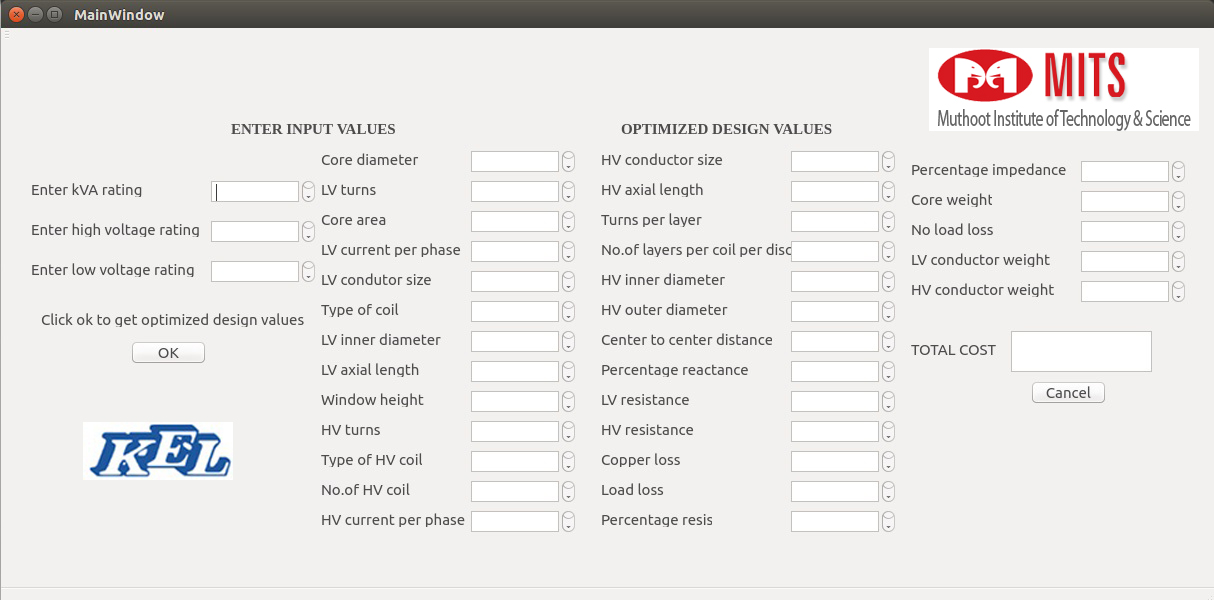 MainWindow
MITS
Muthoot Institute of Technology & Science
ENTER INPUT VALUES
OPTIMIZED DESIGN VALUES
Enter kVA rating
Enter high voltage rating
Enter low voltage rating
Click ok to get optimized design values
OK
KEL
Core diameter
LV turns
Core area
LV current per phase
LV condutor size
Type of coil
LV inner diameter
LV axial length
Window height
HV turns
Type of HV coil
No.of HV coil
HV current per phase
HV conductor size
HV axial length
Turns per layer
No.of layers per coil per disc
HV inner diameter
HV outer diameter
Center to center distance
Percentage reactance
LV resistance
HV resistance
Copper loss
Load loss
Percentage resis
Percentage impedance
Core weight
No load loss
LV conductor weight
HV conductor weight
TOTAL COST
Cancel